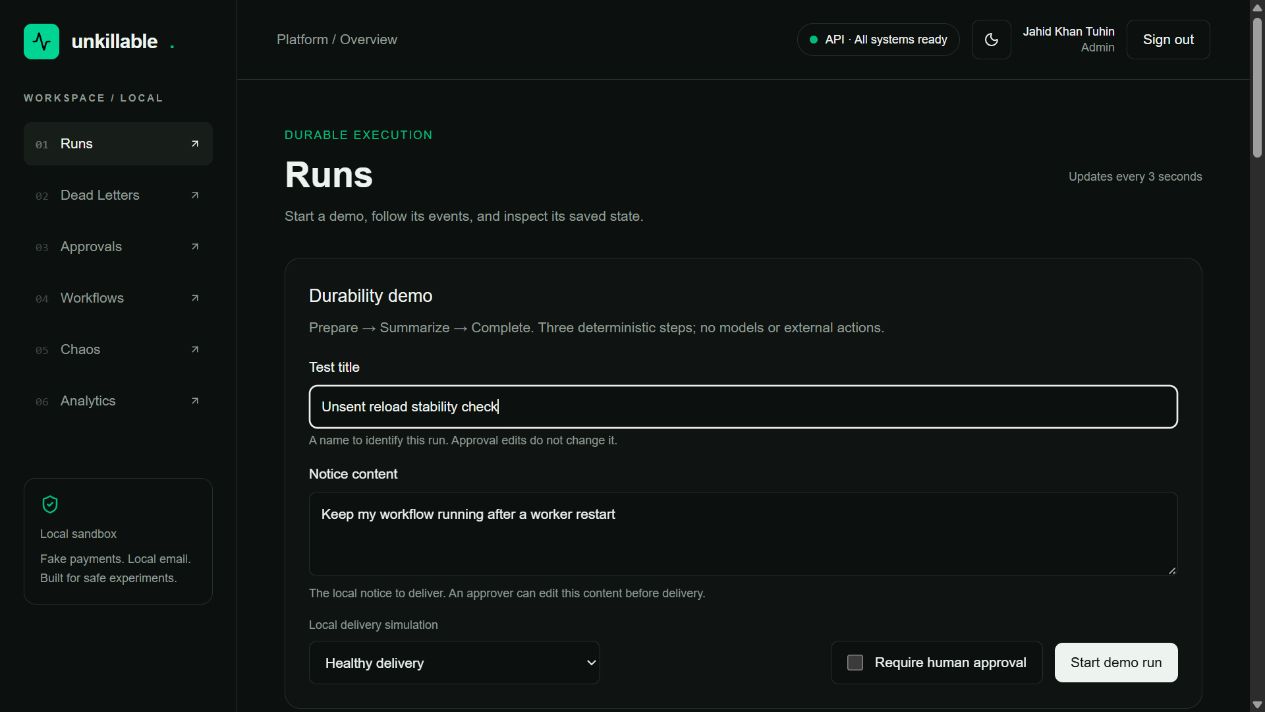 unkillable .
WORKSPACE / LOCAL
01 Runs
02 Dead Letters
03 Approvals
04 Workflows
05 Chaos
06 Analytics
Local sandbox
Fake payments. Local email.
Built for safe experiments.
Platform / Overview
API · All systems ready
Jahid Khan Tuhin
Admin
Sign out
DURABLE EXECUTION
Runs
Updates every 3 seconds
Start a demo, follow its events, and inspect its saved state.
Durability demo
Prepare → Summarize → Complete. Three deterministic steps; no models or external actions.
Test title
Unsent reload stability check
A name to identify this run. Approval edits do not change it.
Notice content
Keep my workflow running after a worker restart
The local notice to deliver. An approver can edit this content before delivery.
Local delivery simulation
Healthy delivery
Require human approval
Start demo run